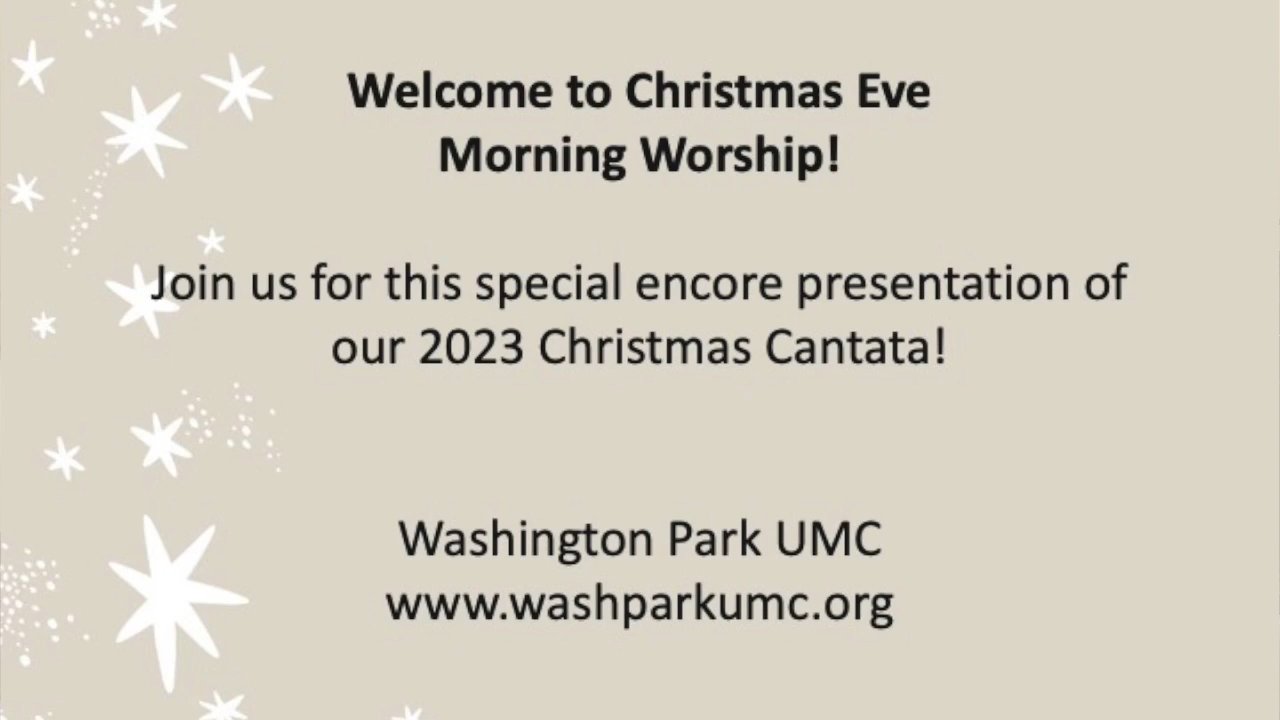 Welcome to Christmas Eve
Morning Worship!
Join us for this special encore presentation of
our 2023 Christmas Cantata!
Washington Park UMC
www.washparkumc.org